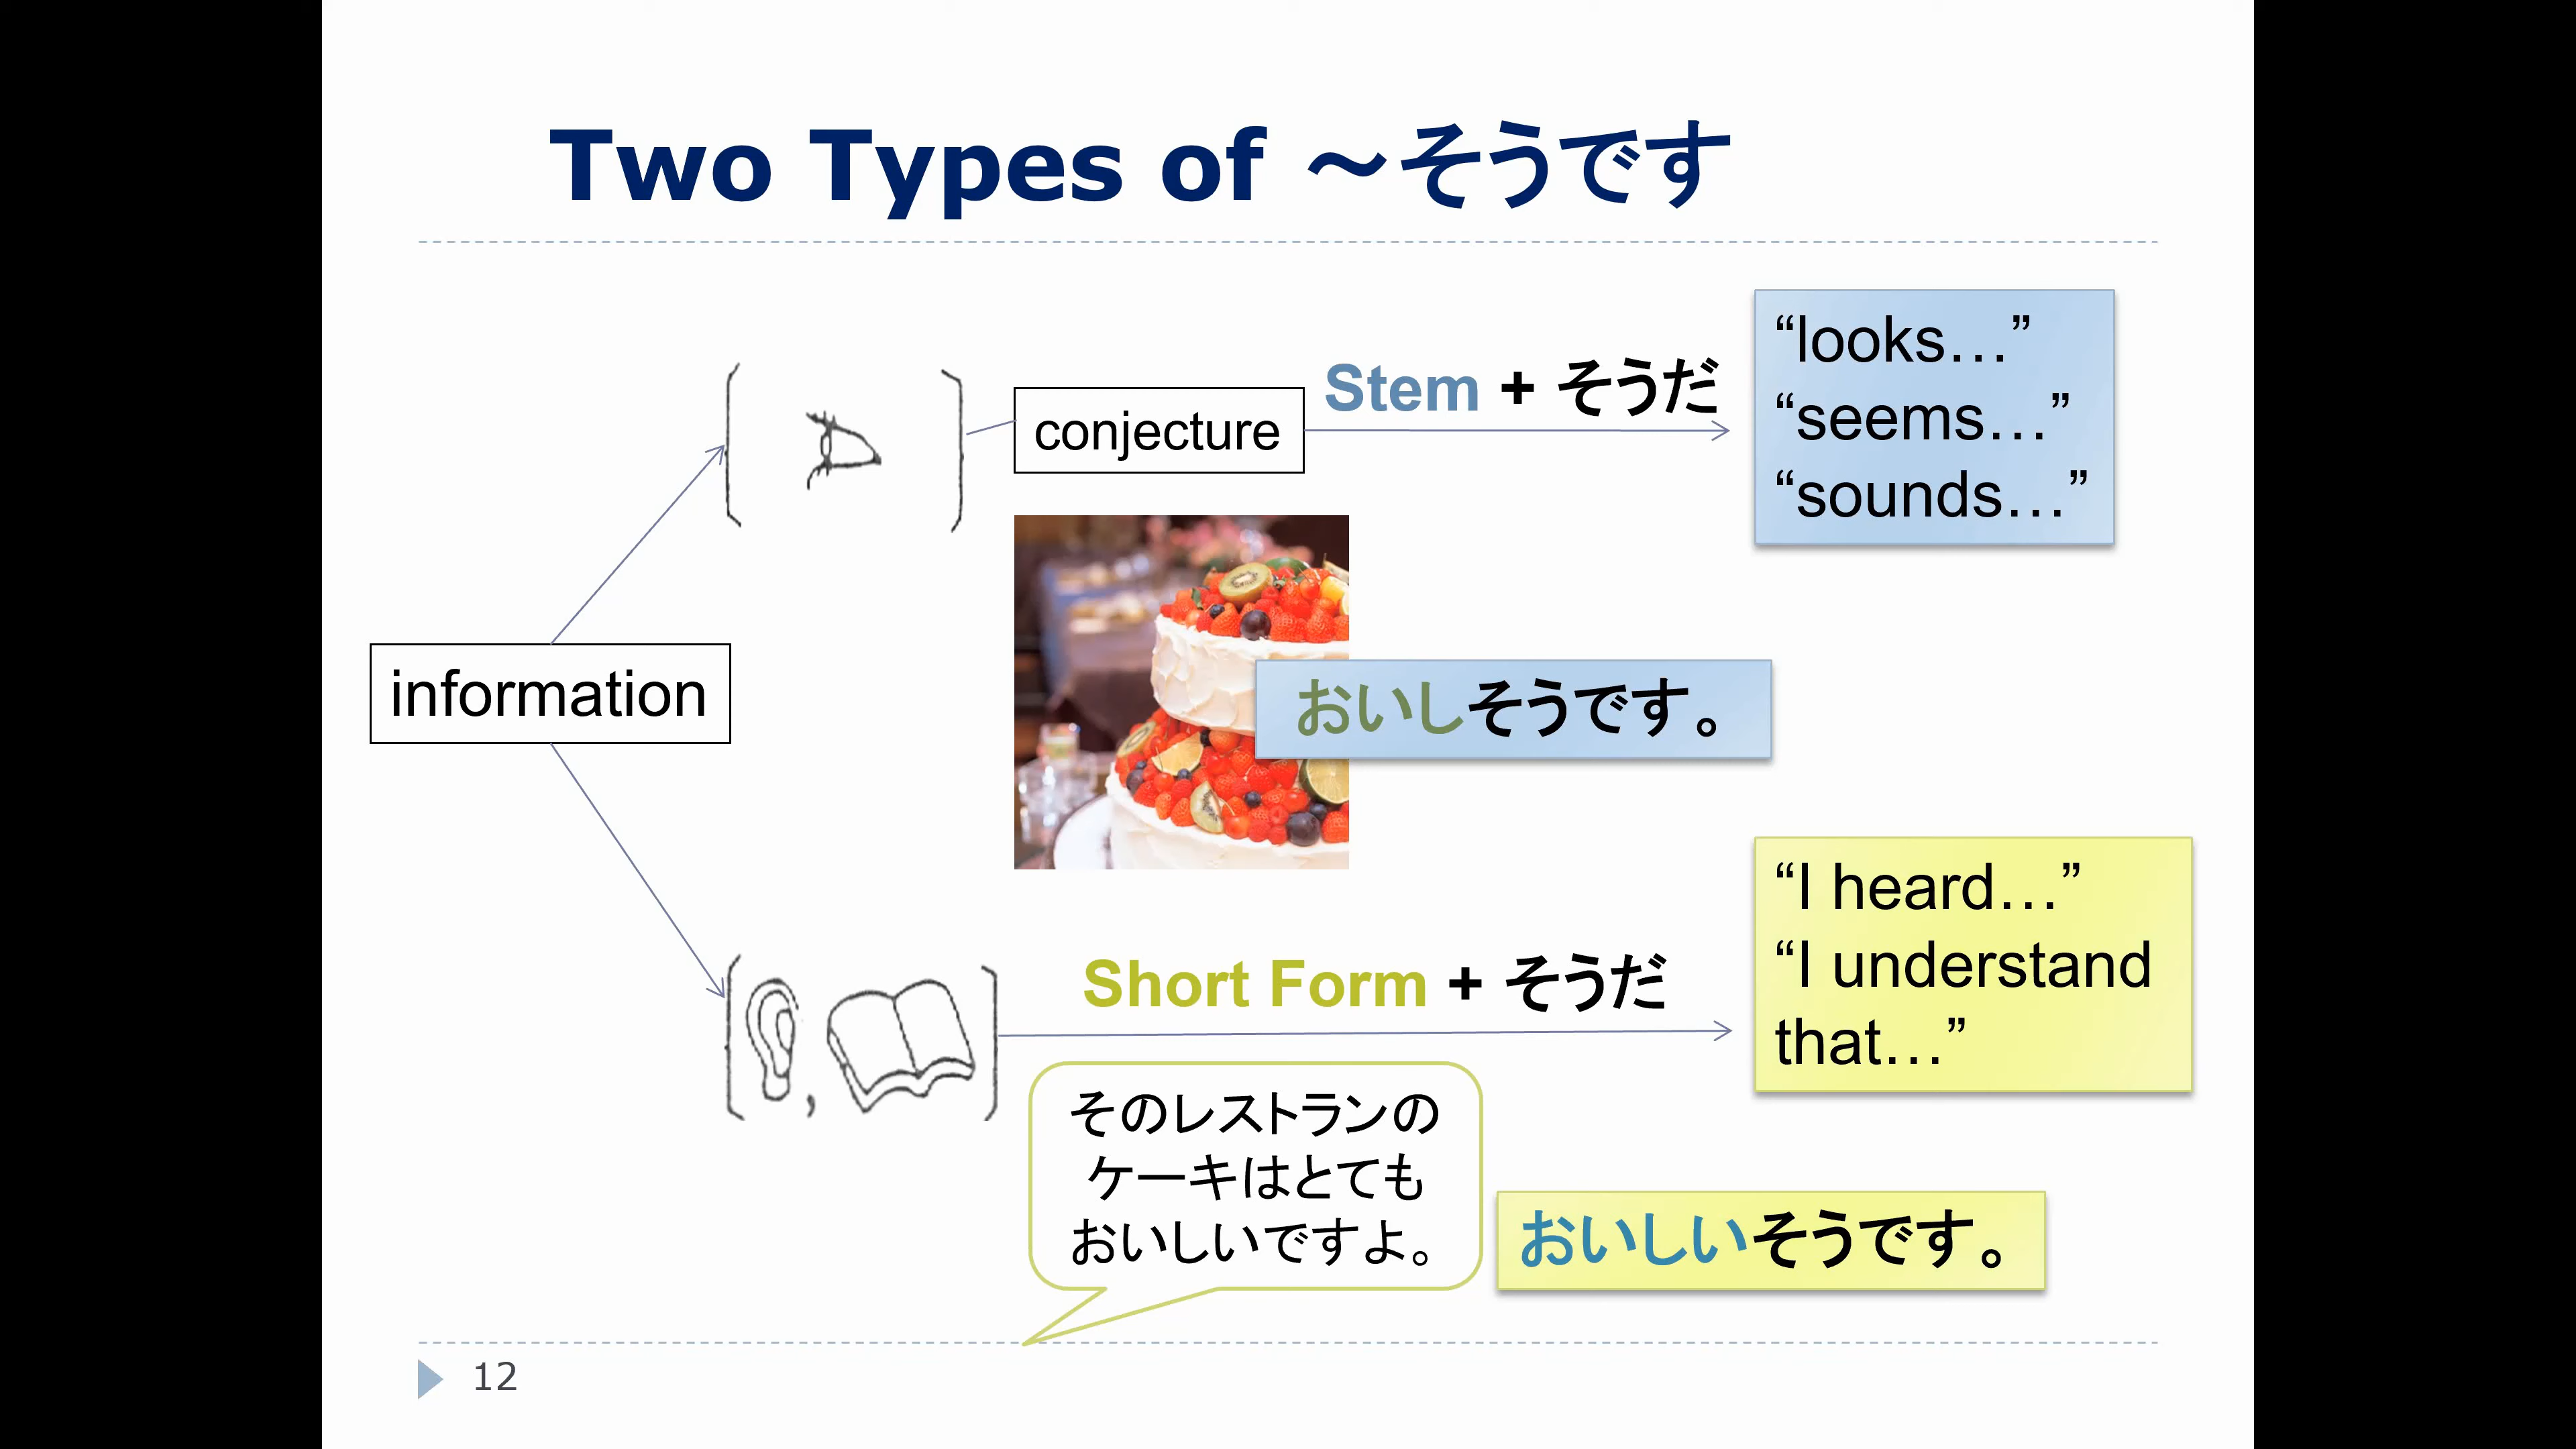 Two Types of ～そうです
Stem + そうだ
“looks…”
“seems…”
“sounds…”
conjecture
information
おいしそうです。
“I heard…”
“I understand
that…”
Short Form + そうだ
そのレストランの
ケーキはとても
おいしいですよ。
おいしいそうです。
12